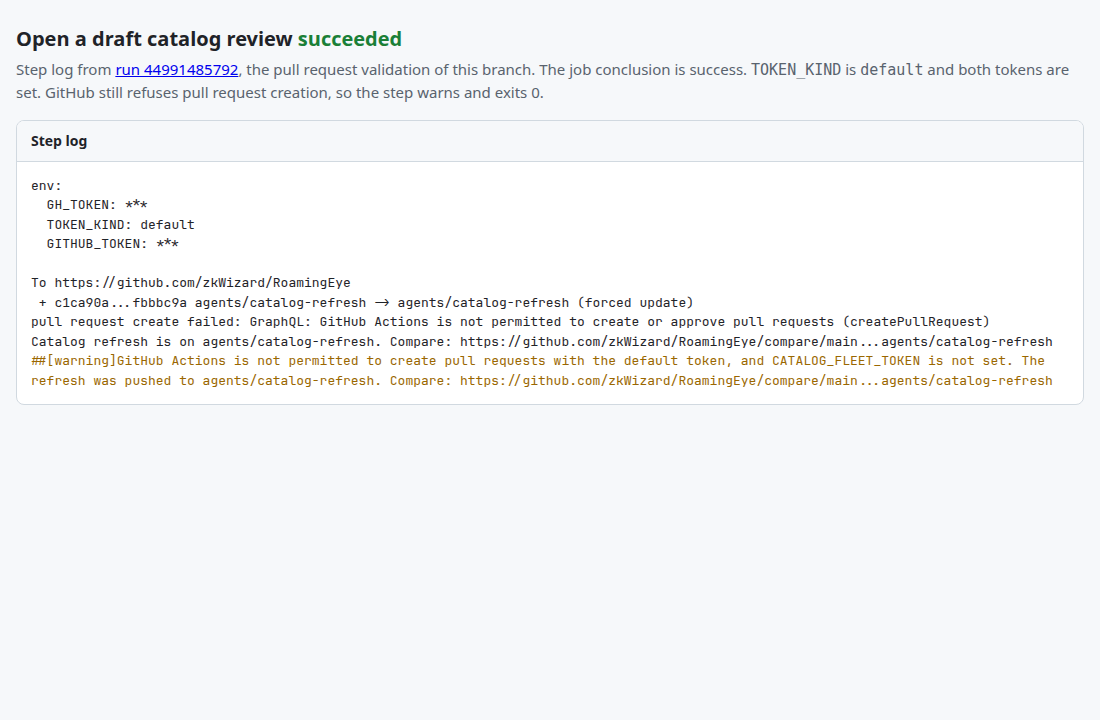 Open a draft catalog review succeeded
Step log from run 44991485792, the pull request validation of this branch. The job conclusion is success. TOKEN_KIND is default and both tokens are
set. GitHub still refuses pull request creation, so the step warns and exits 0.
Step log
env:
  GH_TOKEN: ***
  TOKEN_KIND: default
  GITHUB_TOKEN: ***
To https://github.com/zkWizard/RoamingEye
 + c1ca90a...fbbbc9a agents/catalog-refresh -> agents/catalog-refresh (forced update)
pull request create failed: GraphQL: GitHub Actions is not permitted to create or approve pull requests (createPullRequest)
Catalog refresh is on agents/catalog-refresh. Compare: https://github.com/zkWizard/RoamingEye/compare/main...agents/catalog-refresh
##[warning]GitHub Actions is not permitted to create pull requests with the default token, and CATALOG_FLEET_TOKEN is not set. The
refresh was pushed to agents/catalog-refresh. Compare: https://github.com/zkWizard/RoamingEye/compare/main...agents/catalog-refresh